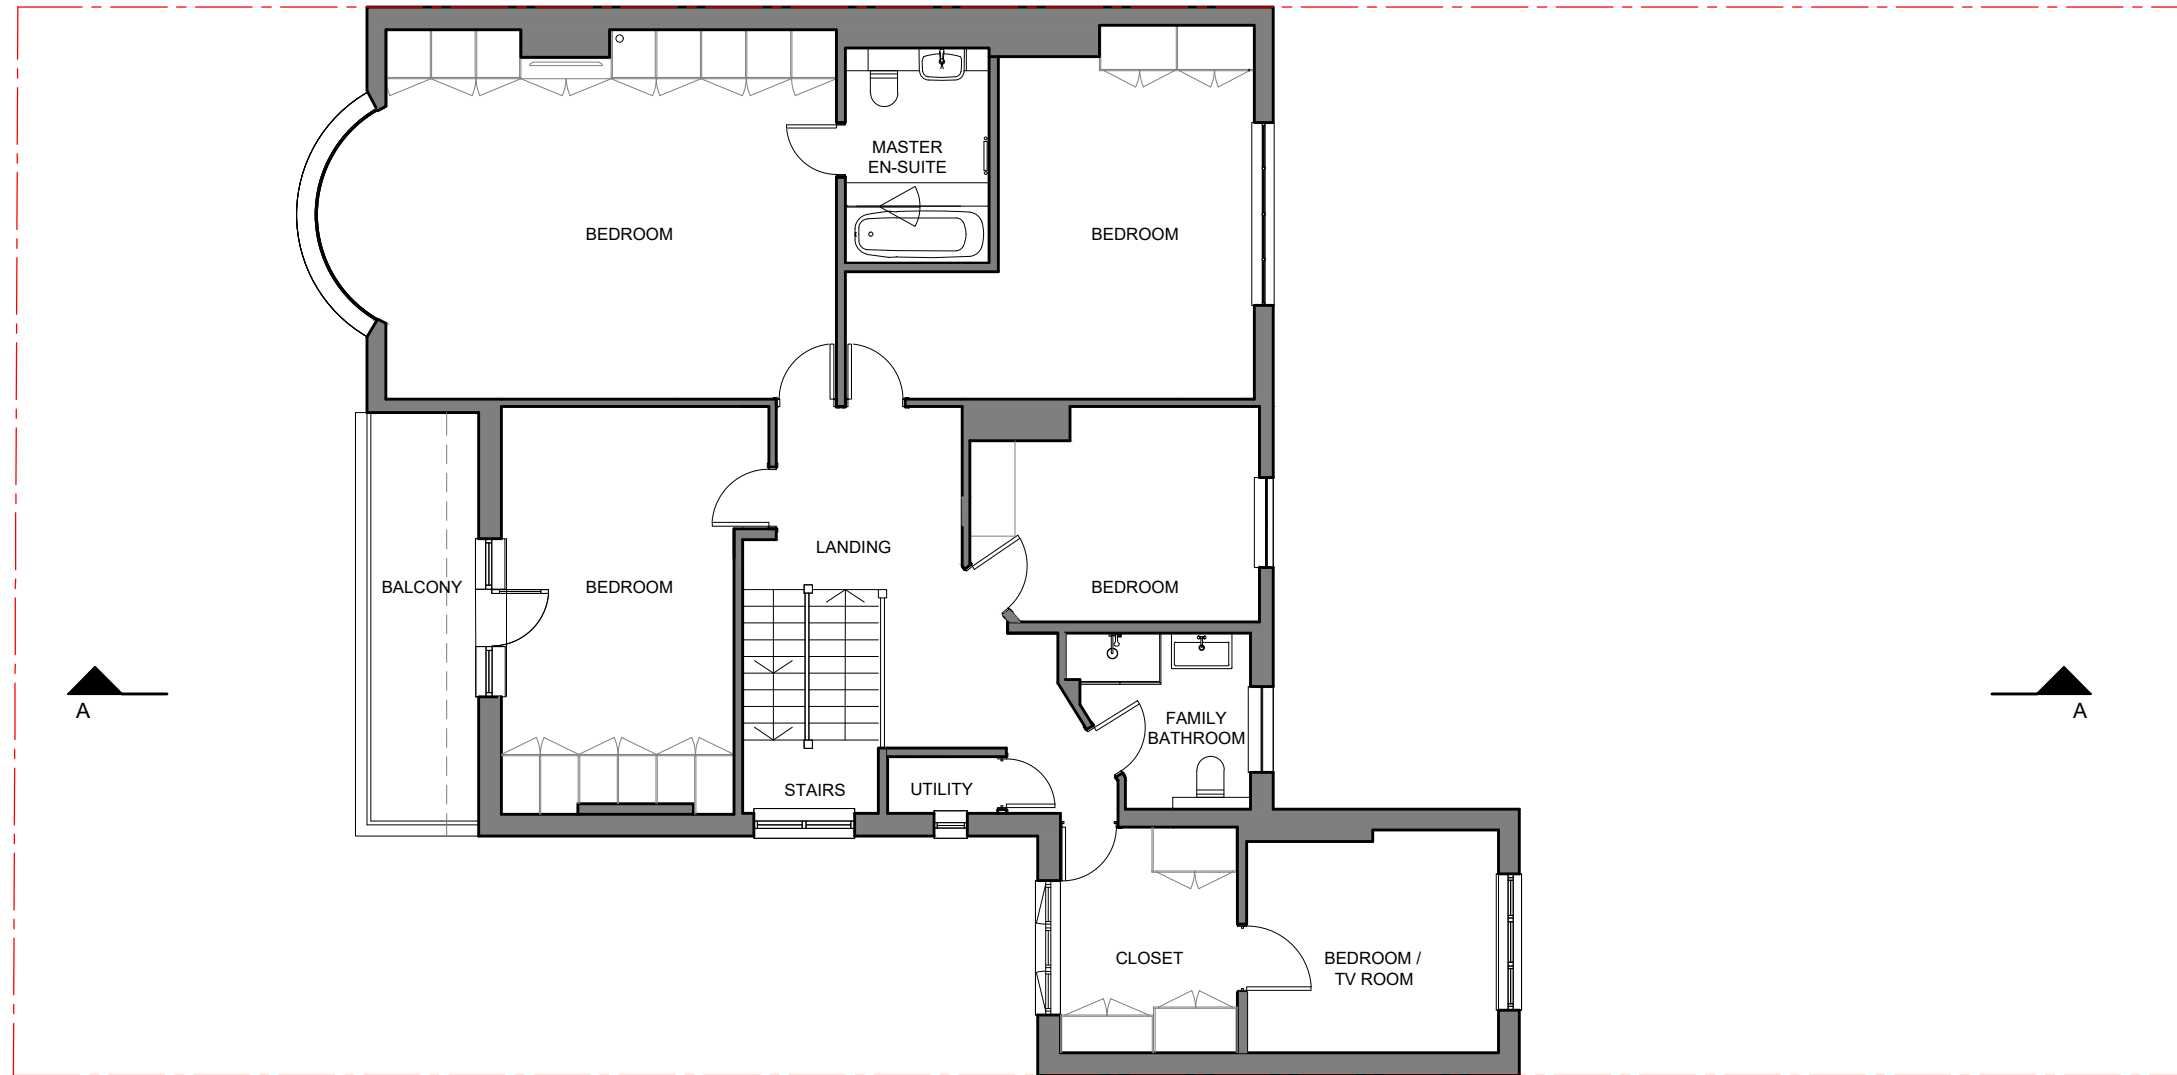 MASTER
EN-SUITE
BEDROOM
BEDROOM
LANDING
BALCONY
BEDROOM
BEDROOM
A
A
FAMILY
BATHROOM
STAIRS
UTILITY
CLOSET
BEDROOM /
TV ROOM